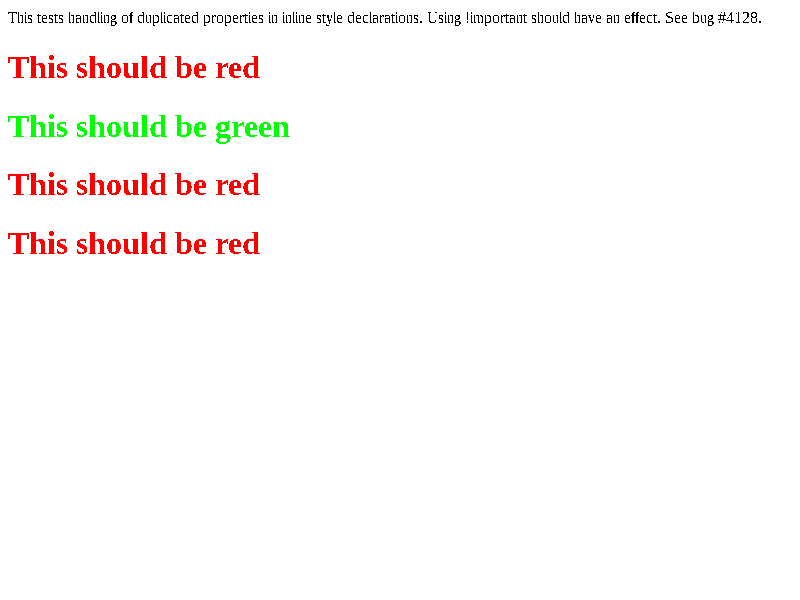 This tests handling of duplicated properties in inline style declarations. Using !important should have an effect. See bug #4128.
This should be red
This should be green
This should be red
This should be red